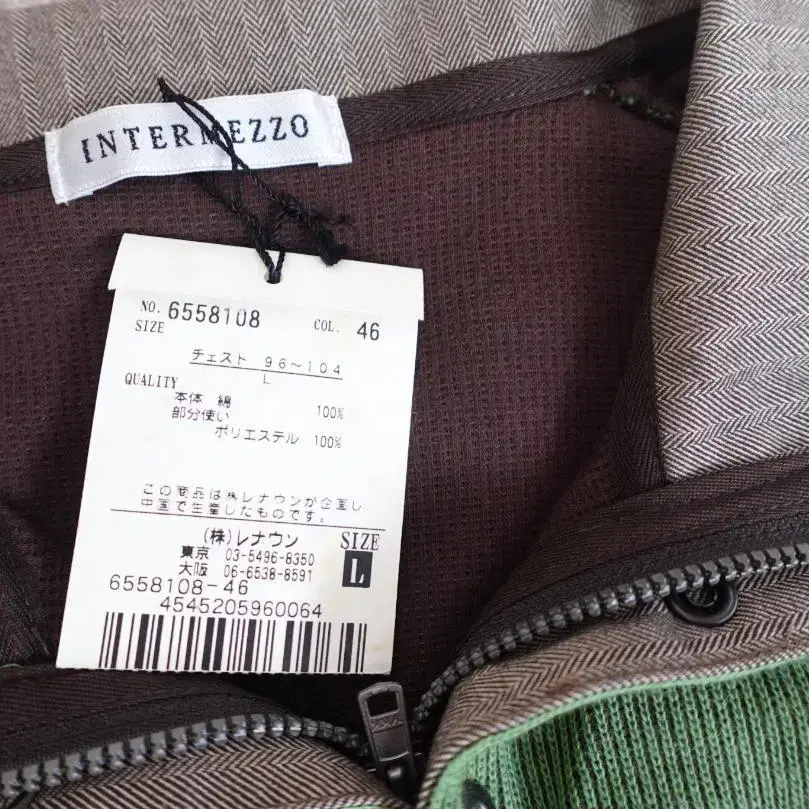 INTERMEZZO
NO. 6558108 COL. 46
SIZE
チェスト 96～104
L
QUALITY
本体 綿 100%
部分使い
ポリエステル 100%
この商品は㈱レナウンが企画し
中国で生産したものです。
(株)レナウン SIZE
東京 03-5496-8350
大阪 06-6538-8591 L
6558108-46
4545205960064